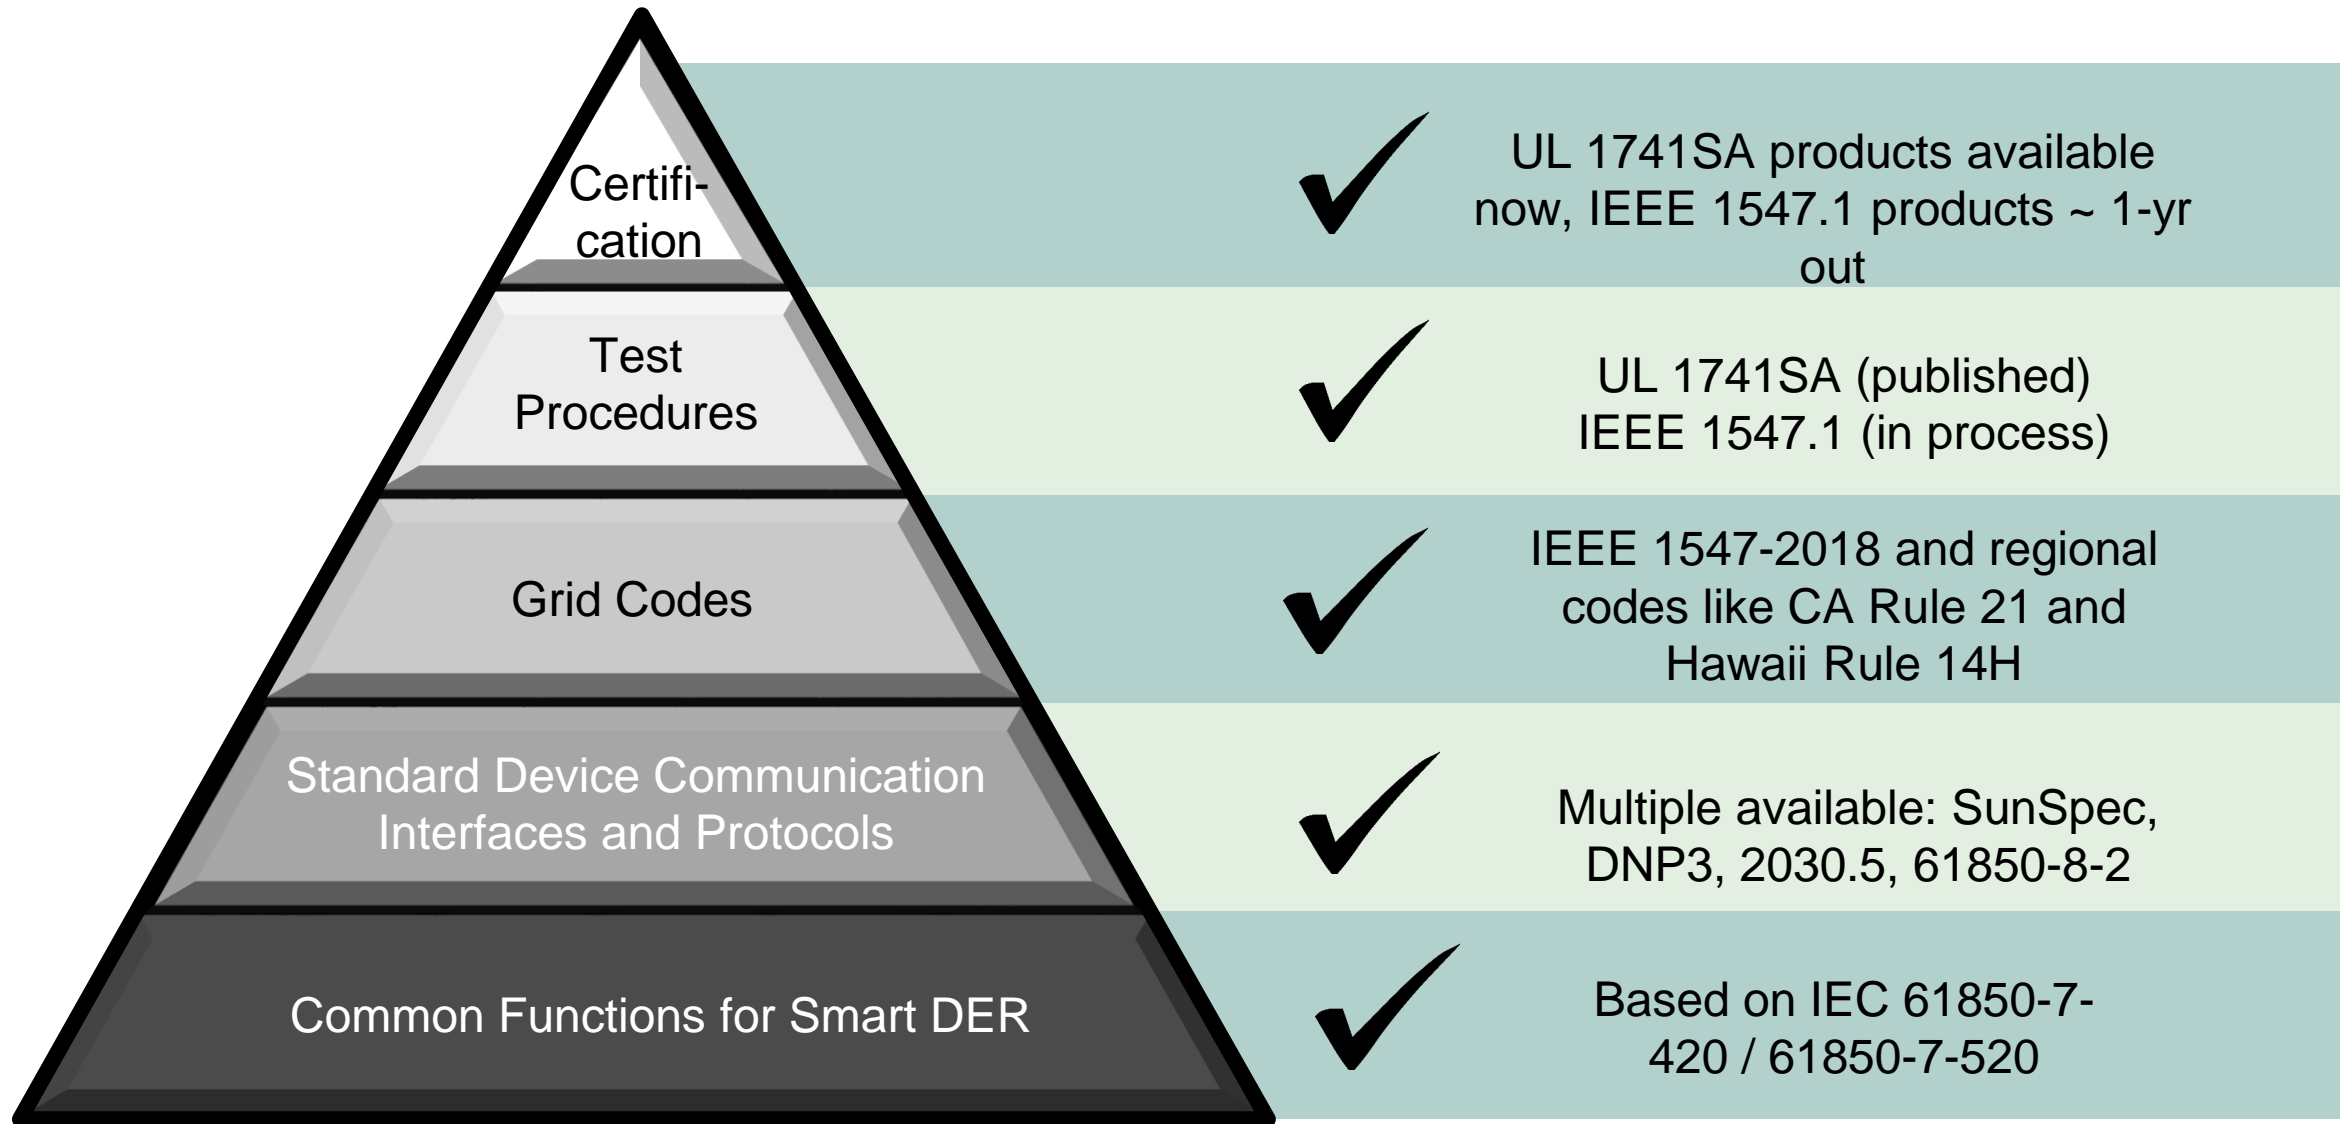 Certifi-
cation
UL 1741SA products available
now, IEEE 1547.1 products ~ 1-yr
out
Test
Procedures
UL 1741SA (published)
IEEE 1547.1 (in process)
Grid Codes
IEEE 1547-2018 and regional
codes like CA Rule 21 and
Hawaii Rule 14H
Standard Device Communication
Interfaces and Protocols
Multiple available: SunSpec,
DNP3, 2030.5, 61850-8-2
Common Functions for Smart DER
Based on IEC 61850-7-
420 / 61850-7-520